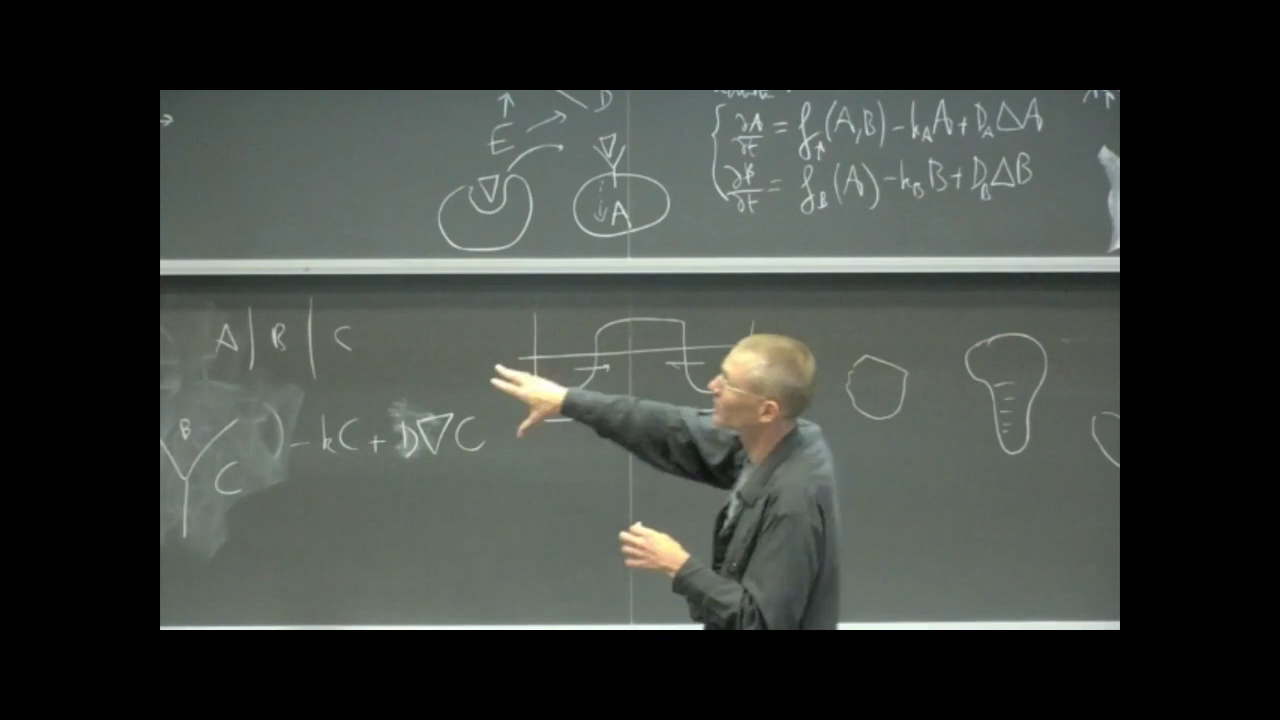 D
E
A
∂A/∂t = f_A(A,B) - k_A A + D_A ΔA
∂B/∂t = f_B(A) - k_B B + D_B ΔB
A | B | C
B
C
) - kC + D∇C